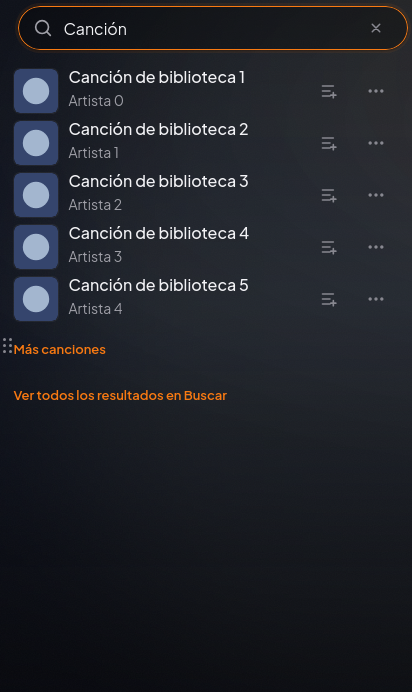 Canción
Canción de biblioteca 1
Artista 0
Canción de biblioteca 2
Artista 1
Canción de biblioteca 3
Artista 2
Canción de biblioteca 4
Artista 3
Canción de biblioteca 5
Artista 4
Más canciones
Ver todos los resultados en Buscar